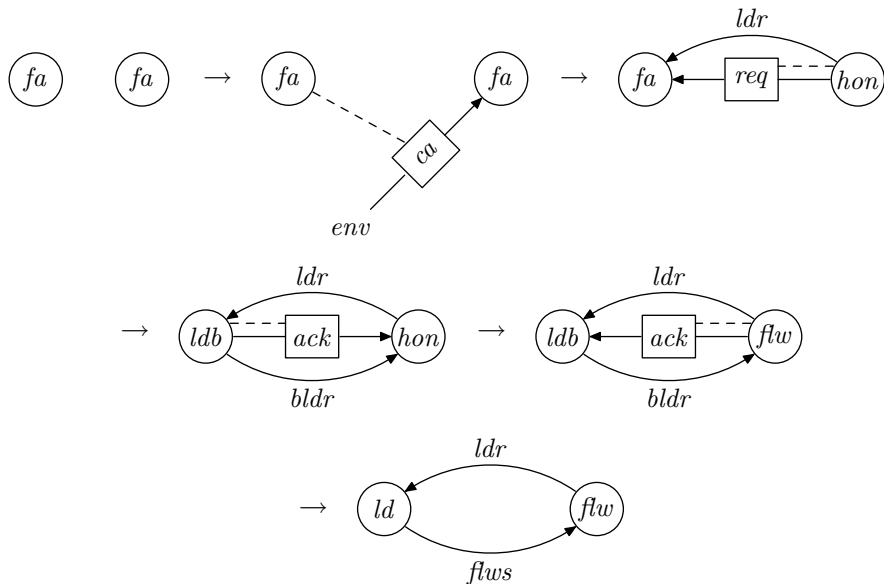 ldr
fa fa → fa fa → fa req hon
ca
env
ldr ldr
→ ldb ack hon → ldb ack flw
bldr bldr
ldr
→ ld flw
flws